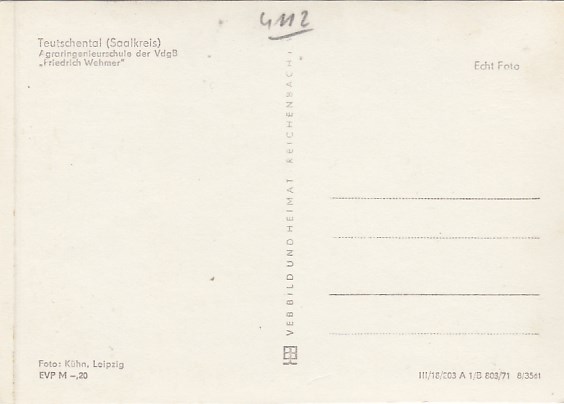 4112
Teutschental (Saalkreis)
Agraringenieurschule der VdgB
„Friedrich Wehmer“
Echt Foto
VEB BILD UND HEIMAT REICHENBACH i
Foto: Kühn, Leipzig
EVP M –,20
III/18/203 A 1/B 803/71 8/3561